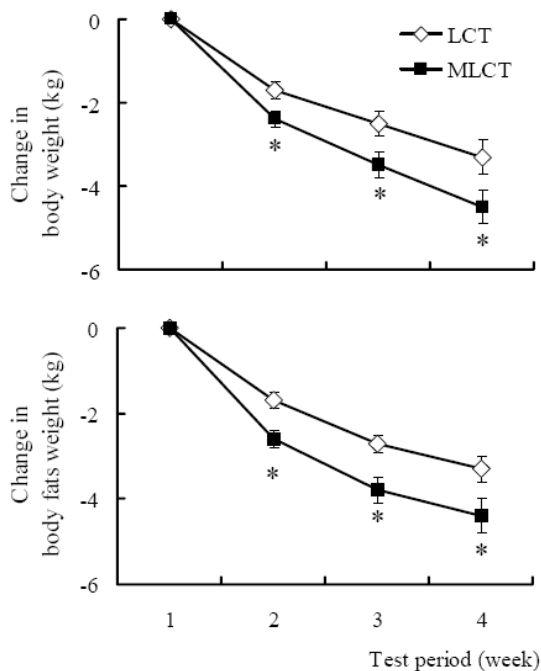 0
-2
-4
-6
Change in
body weight (kg)
LCT
MLCT
*
*
*
0
-2
-4
-6
Change in
body fats weight (kg)
*
*
*
1 2 3 4
Test period (week)